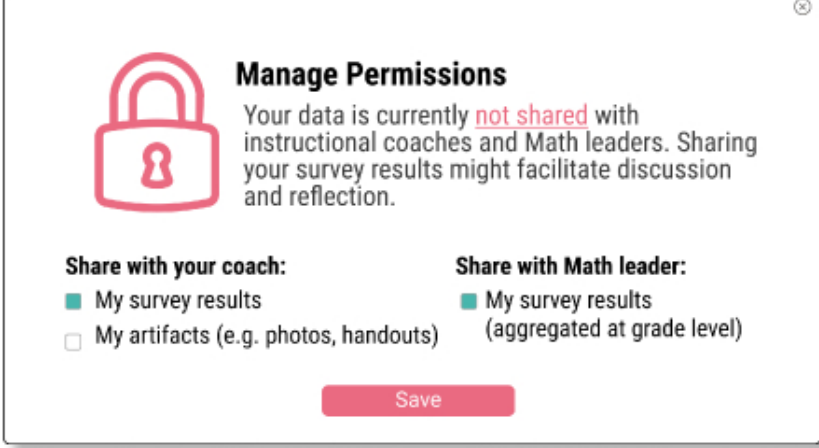 Manage Permissions
Your data is currently not shared with
instructional coaches and Math leaders. Sharing
your survey results might facilitate discussion
and reflection.
Share with your coach:
My survey results
My artifacts (e.g. photos, handouts)
Share with Math leader:
My survey results
(aggregated at grade level)
Save